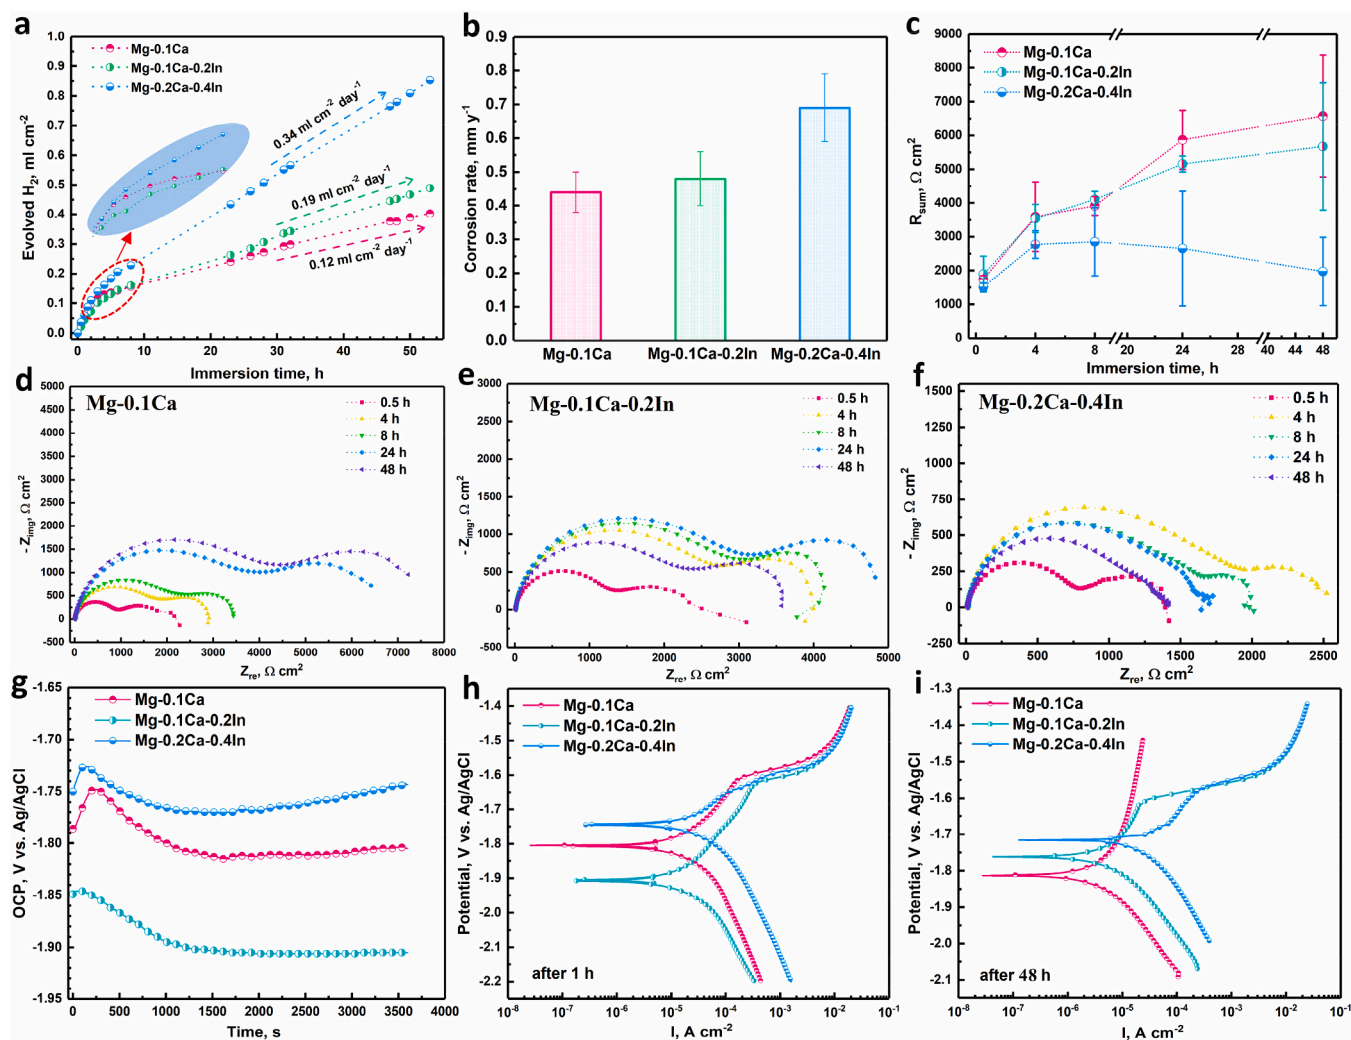 a
1.0
0.9
0.8
0.7
0.6
0.5
0.4
0.3
0.2
0.1
0.0
Evolved H2, ml cm-2
Mg-0.1Ca
Mg-0.1Ca-0.2In
Mg-0.2Ca-0.4In
0.34 ml cm-2 day-1
0.19 ml cm-2 day-1
0.12 ml cm-2 day-1
0 10 20 30 40 50
Immersion time, h
b
0.9
0.8
0.7
0.6
0.5
0.4
0.3
0.2
0.1
0.0
Corrosion rate, mm y-1
Mg-0.1Ca Mg-0.1Ca-0.2In Mg-0.2Ca-0.4In
c
9000
8000
7000
6000
5000
4000
3000
2000
1000
0
Rsum, Ω cm2
Mg-0.1Ca
Mg-0.1Ca-0.2In
Mg-0.2Ca-0.4In
0 4 8 20 24 28 40 44 48
Immersion time, h
d
5000
4500
4000
3500
3000
2500
2000
1500
1000
500
0
-500
- Zimg, Ω cm2
Mg-0.1Ca
0.5 h
4 h
8 h
24 h
48 h
0 1000 2000 3000 4000 5000 6000 7000 8000
Zre, Ω cm2
e
3000
2500
2000
1500
1000
500
0
-500
- Zimg, Ω cm2
Mg-0.1Ca-0.2In
0.5 h
4 h
8 h
24 h
48 h
0 1000 2000 3000 4000 5000
Zre, Ω cm2
f
1500
1250
1000
750
500
250
0
-250
- Zimg, Ω cm2
Mg-0.2Ca-0.4In
0.5 h
4 h
8 h
24 h
48 h
0 500 1000 1500 2000 2500
Zre, Ω cm2
g
-1.65
-1.70
-1.75
-1.80
-1.85
-1.90
-1.95
OCP, V vs. Ag/AgCl
Mg-0.1Ca
Mg-0.1Ca-0.2In
Mg-0.2Ca-0.4In
0 500 1000 1500 2000 2500 3000 3500 4000
Time, s
h
-1.4
-1.5
-1.6
-1.7
-1.8
-1.9
-2.0
-2.1
-2.2
Potential, V vs. Ag/AgCl
Mg-0.1Ca
Mg-0.1Ca-0.2In
Mg-0.2Ca-0.4In
after 1 h
10-8 10-7 10-6 10-5 10-4 10-3 10-2 10-1
I, A cm-2
i
-1.3
-1.4
-1.5
-1.6
-1.7
-1.8
-1.9
-2.0
-2.1
Potential, V vs. Ag/AgCl
Mg-0.1Ca
Mg-0.1Ca-0.2In
Mg-0.2Ca-0.4In
after 48 h
10-8 10-7 10-6 10-5 10-4 10-3 10-2 10-1
I, A cm-2